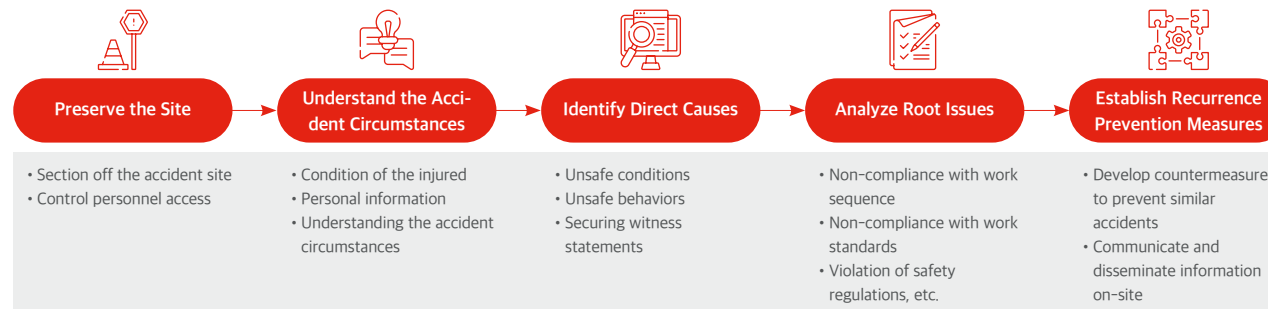 Preserve the Site
Understand the Acci-
dent Circumstances
Identify Direct Causes
Analyze Root Issues
Establish Recurrence
Prevention Measures
• Section off the accident site
• Control personnel access
• Condition of the injured
• Personal information
• Understanding the accident
circumstances
• Unsafe conditions
• Unsafe behaviors
• Securing witness
statements
• Non-compliance with work
sequence
• Non-compliance with work
standards
• Violation of safety
regulations, etc.
• Develop countermeasure
to prevent similar
accidents
• Communicate and
disseminate information
on-site